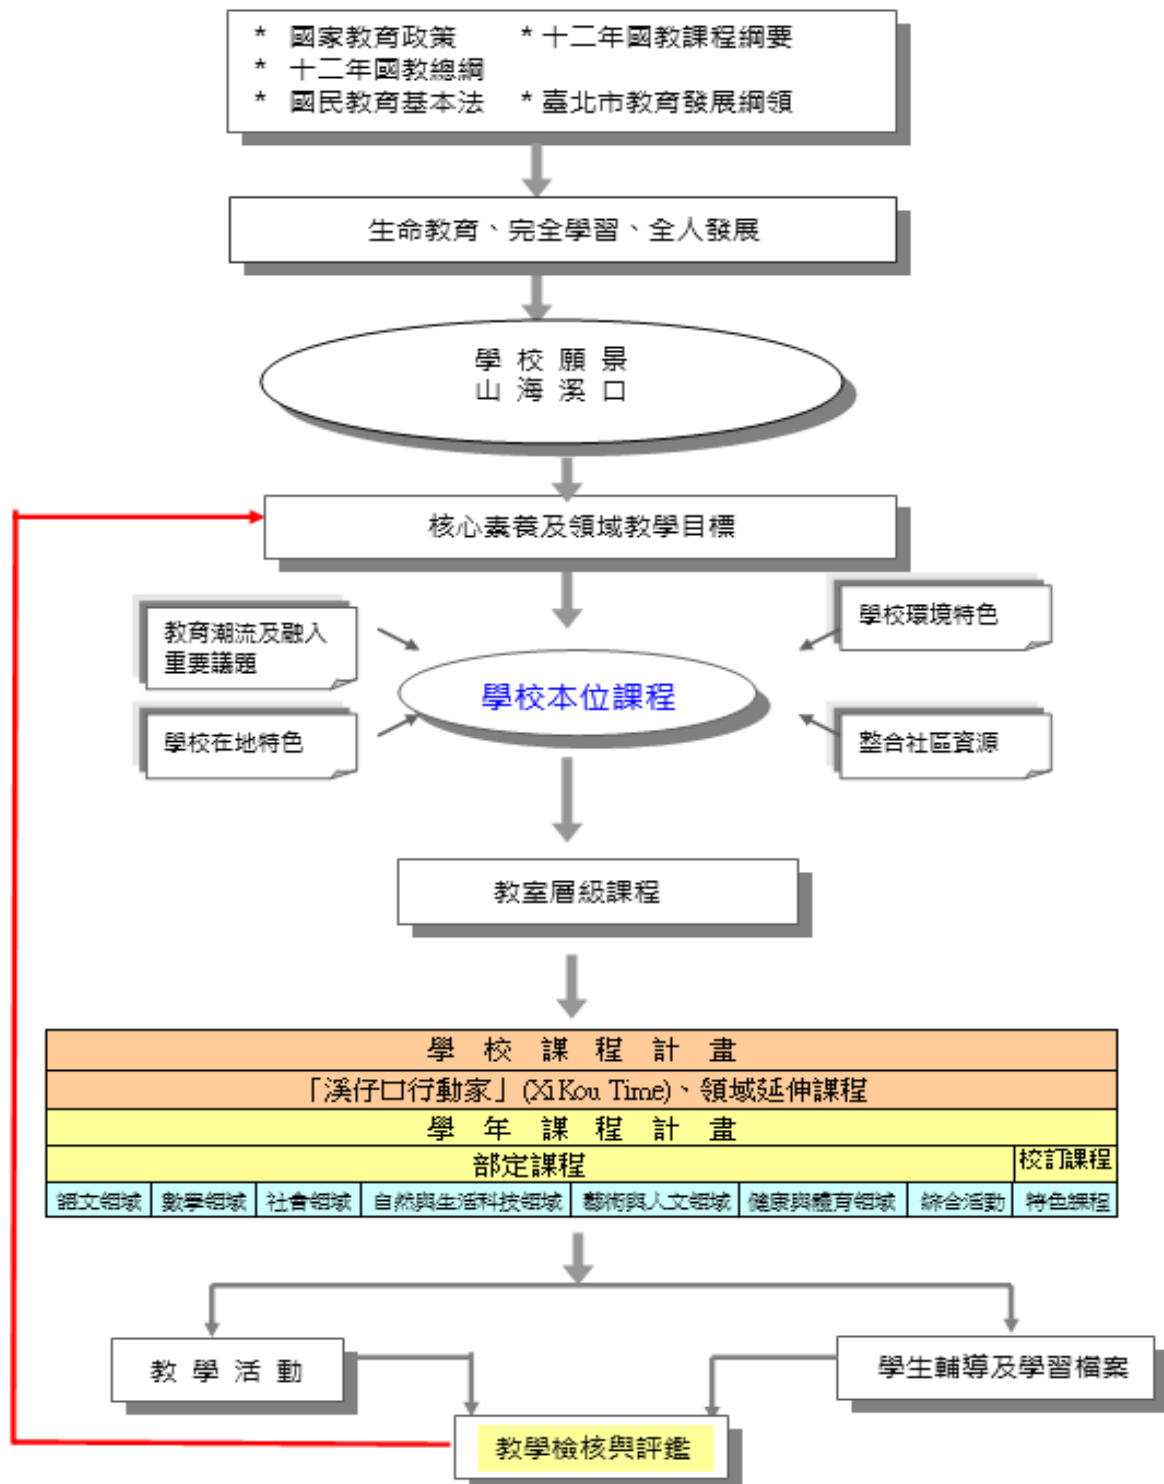 * 國家教育政策 * 十二年國教課程綱要
* 十二年國教總綱
* 國民教育基本法 * 臺北市教育發展綱領
生命教育、完全學習、全人發展
學 校 願 景
山 海 溪 口
核心素養及領域教學目標
教育潮流及融入
重要議題
學校環境特色
學校本位課程
學校在地特色
整合社區資源
教室層級課程
學 校 課 程 計 畫
「溪仔口行動家」(Xi Kou Time)、領域延伸課程
學 年 課 程 計 畫
部定課程 校訂課程
語文領域 數學領域 社會領域 自然與生活科技領域 藝術與人文領域 健康與體育領域 綜合活動 特色課程
教 學 活 動
學生輔導及學習檔案
教學檢核與評鑑